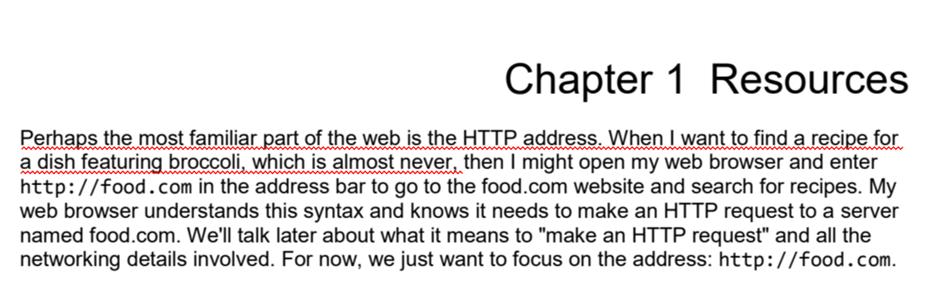 Chapter 1 Resources
Perhaps the most familiar part of the web is the HTTP address. When I want to find a recipe for
a dish featuring broccoli, which is almost never, then I might open my web browser and enter
http://food.com in the address bar to go to the food.com website and search for recipes. My
web browser understands this syntax and knows it needs to make an HTTP request to a server
named food.com. We'll talk later about what it means to "make an HTTP request" and all the
networking details involved. For now, we just want to focus on the address: http://food.com.